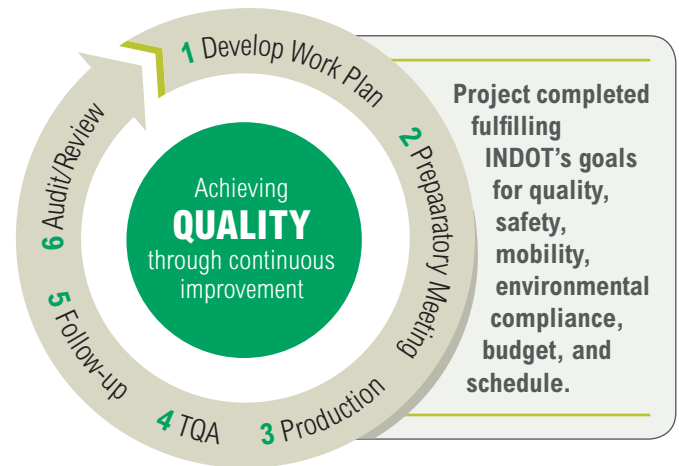 1 Develop Work Plan
2 Prepaaratory Meeting
3 Production
4 TQA
5 Follow-up
6 Audit/Review
Achieving
QUALITY
through continuous
improvement
Project completed
fulfilling
INDOT’s goals
for quality,
safety,
mobility,
environmental
compliance,
budget, and
schedule.